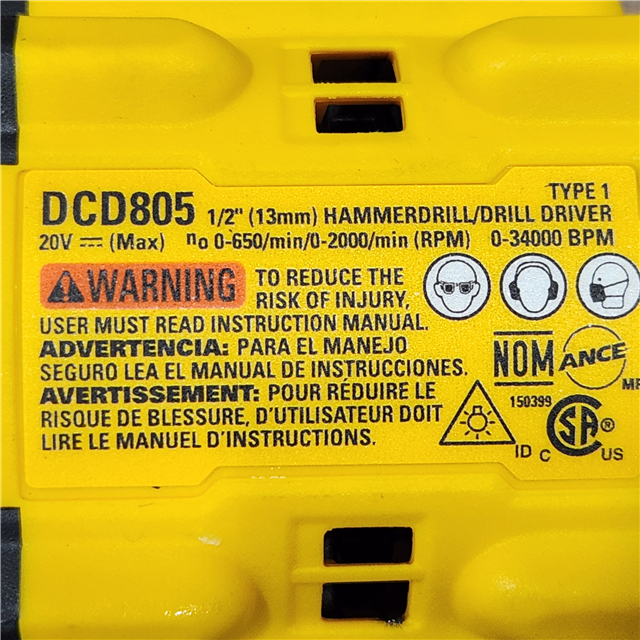 TYPE 1
DCD805 1/2" (13mm) HAMMERDRILL/DRILL DRIVER
20V ⎓ (Max) no 0-650/min/0-2000/min (RPM) 0-34000 BPM
⚠WARNING TO REDUCE THE
RISK OF INJURY,
USER MUST READ INSTRUCTION MANUAL.
ADVERTENCIA: PARA EL MANEJO
SEGURO LEA EL MANUAL DE INSTRUCCIONES.
AVERTISSEMENT: POUR RÉDUIRE LE
RISQUE DE BLESSURE, D'UTILISATEUR DOIT
LIRE LE MANUEL D'INSTRUCTIONS.
NOM ANCE
150399
SA®
ID C US